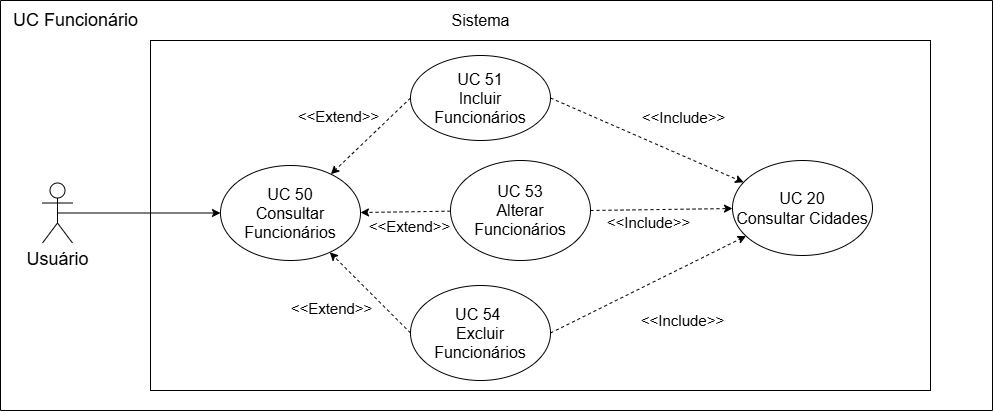 UC Funcionário
Sistema
UC 51
Incluir
Funcionários
<<Extend>>
<<Include>>
UC 50
Consultar
Funcionários
UC 53
Alterar
Funcionários
<<Extend>>
<<Include>>
UC 20
Consultar Cidades
Usuário
UC 54
Excluir
Funcionários
<<Extend>>
<<Include>>